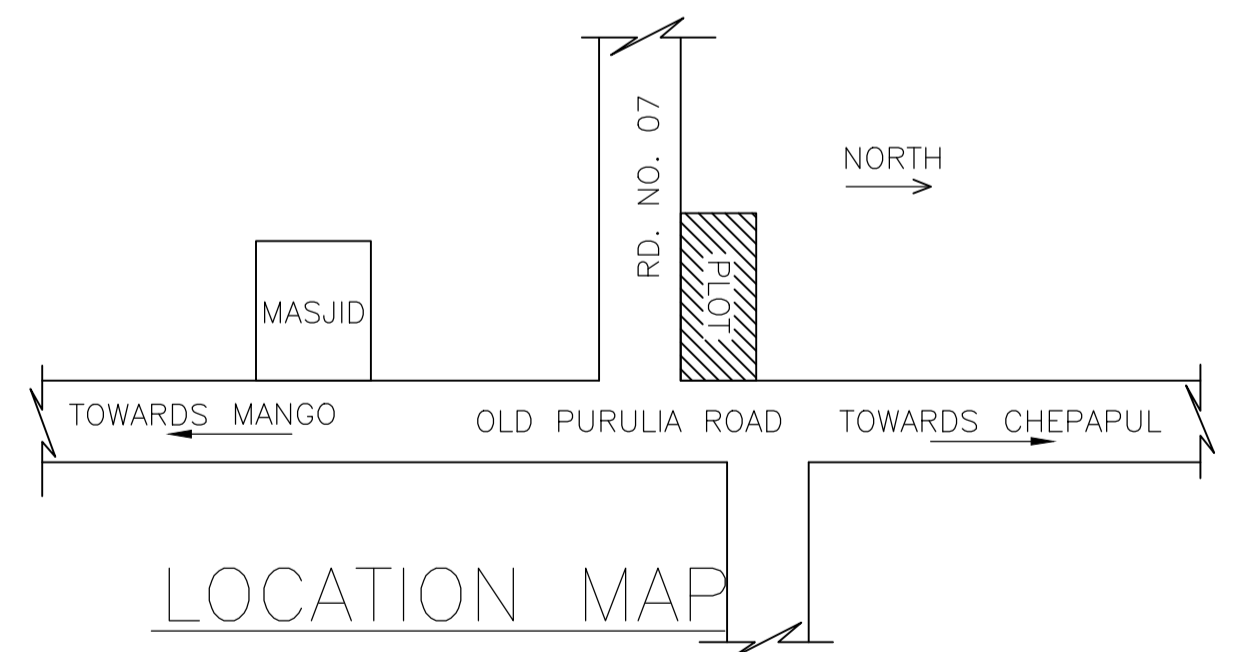 RD. NO. 07
NORTH
PLOT
MASJID
TOWARDS MANGO
OLD PURULIA ROAD
TOWARDS CHEPAPUL
LOCATION MAP